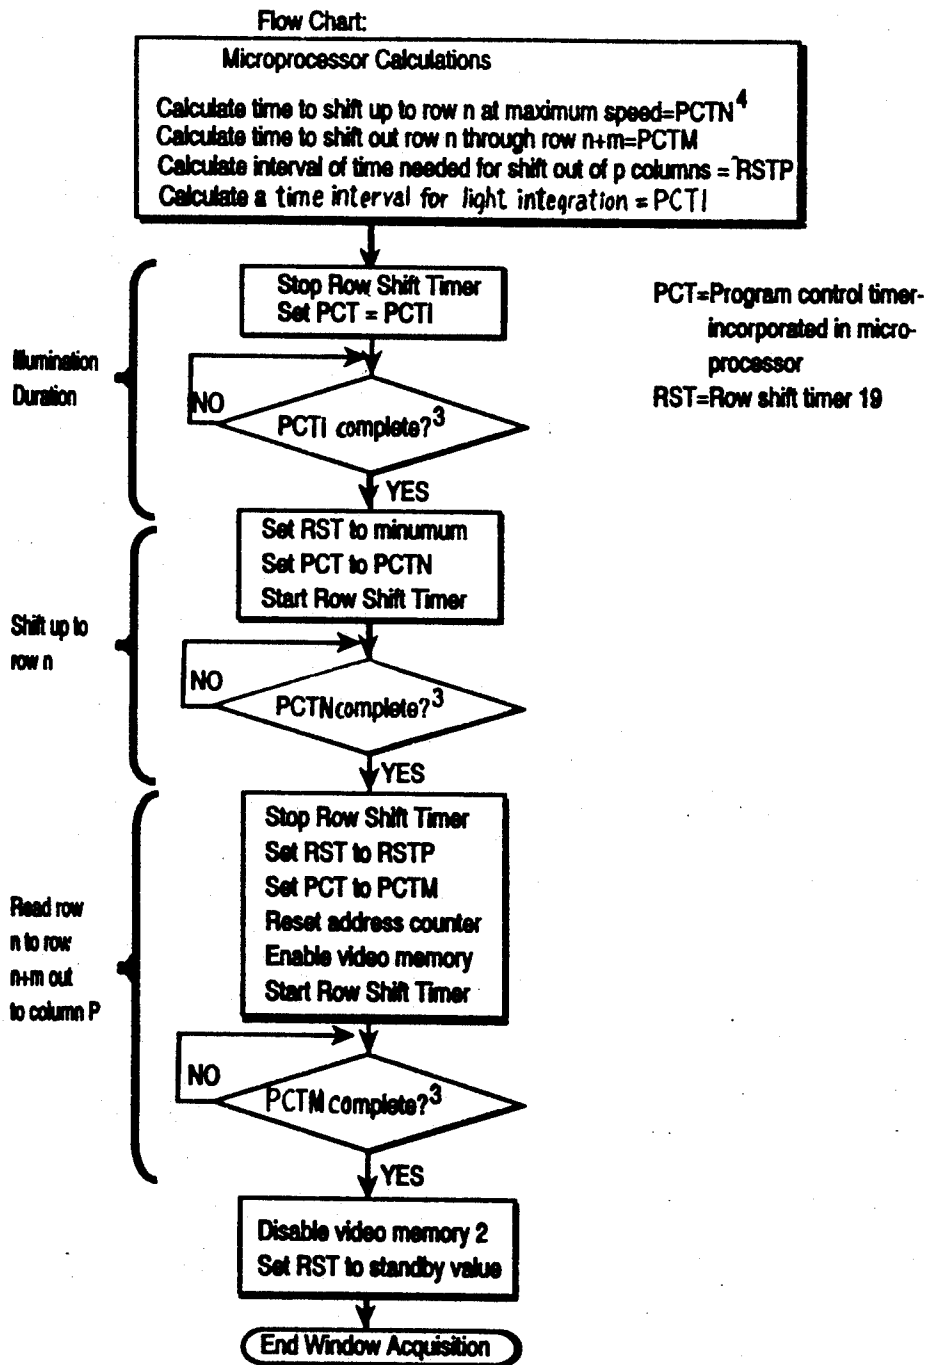 Flow Chart:
Microprocessor Calculations
Calculate time to shift up to row n at maximum speed=PCTN4
Calculate time to shift out row n through row n+m=PCTM
Calculate interval of time needed for shift out of p columns = RSTP
Calculate a time interval for light integration = PCTI
Stop Row Shift Timer
Set PCT = PCTI
PCT=Program control timer-
incorporated in micro-
processor
RST=Row shift timer 19
Illumination
Duration
NO
PCTI complete?3
YES
Set RST to minumum
Set PCT to PCTN
Start Row Shift Timer
Shift up to
row n
NO
PCTN complete?3
YES
Stop Row Shift Timer
Set RST to RSTP
Set PCT to PCTM
Reset address counter
Enable video memory
Start Row Shift Timer
Read row
n to row
n+m out
to column P
NO
PCTM complete?3
YES
Disable video memory 2
Set RST to standby value
End Window Acquisition